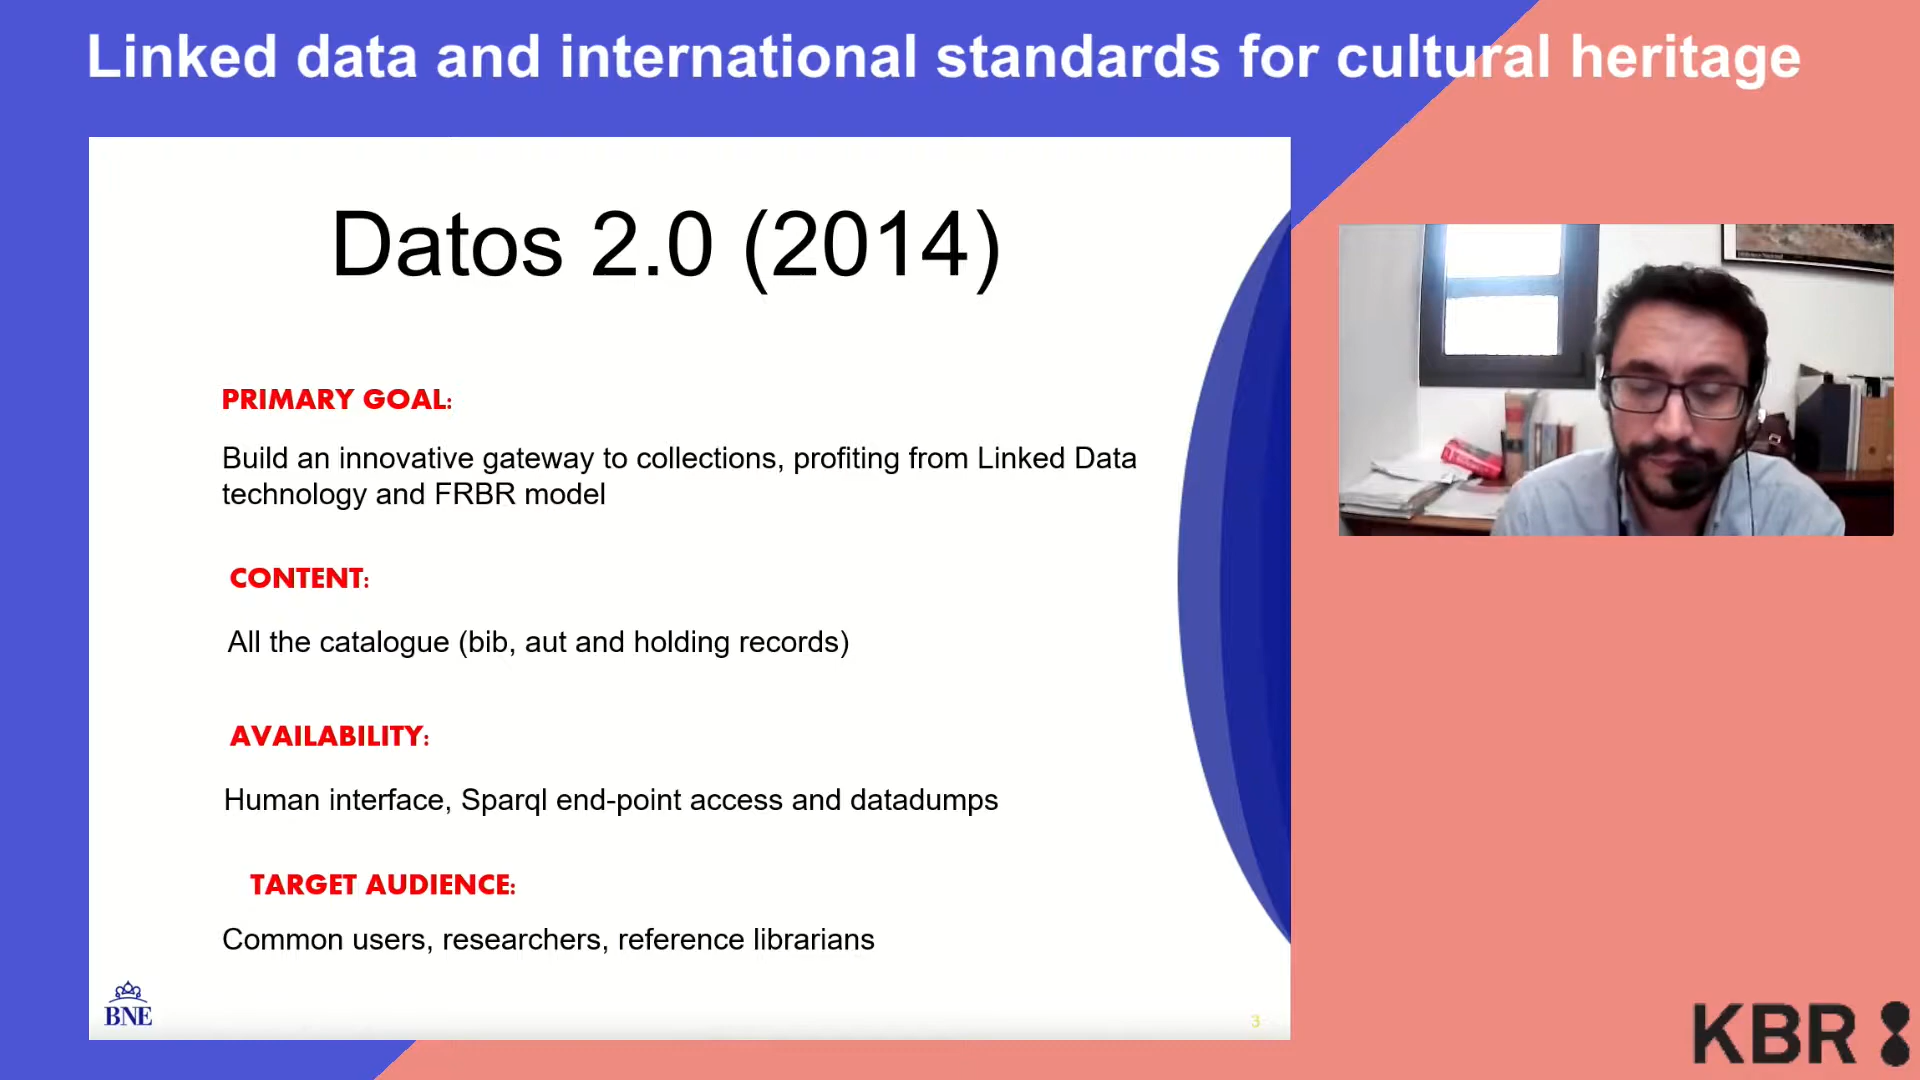 Linked data and international standards for cultural heritage
Datos 2.0 (2014)
PRIMARY GOAL:
Build an innovative gateway to collections, profiting from Linked Data
technology and FRBR model
CONTENT:
All the catalogue (bib, aut and holding records)
AVAILABILITY:
Human interface, Sparql end-point access and datadumps
TARGET AUDIENCE:
Common users, researchers, reference librarians
BNE
3
KBR